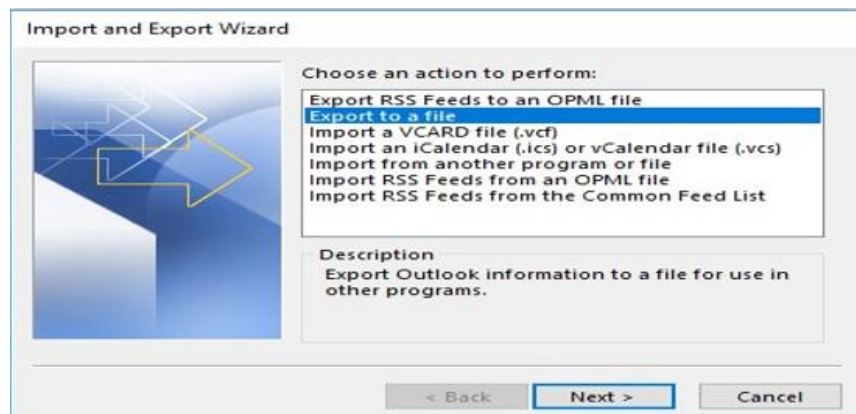 Import and Export Wizard
Choose an action to perform:
Export RSS Feeds to an OPML file
Export to a file
Import a VCARD file (.vcf)
Import an iCalendar (.ics) or vCalendar file (.vcs)
Import from another program or file
Import RSS Feeds from an OPML file
Import RSS Feeds from the Common Feed List
Description
Export Outlook information to a file for use in
other programs.
< Back
Next >
Cancel